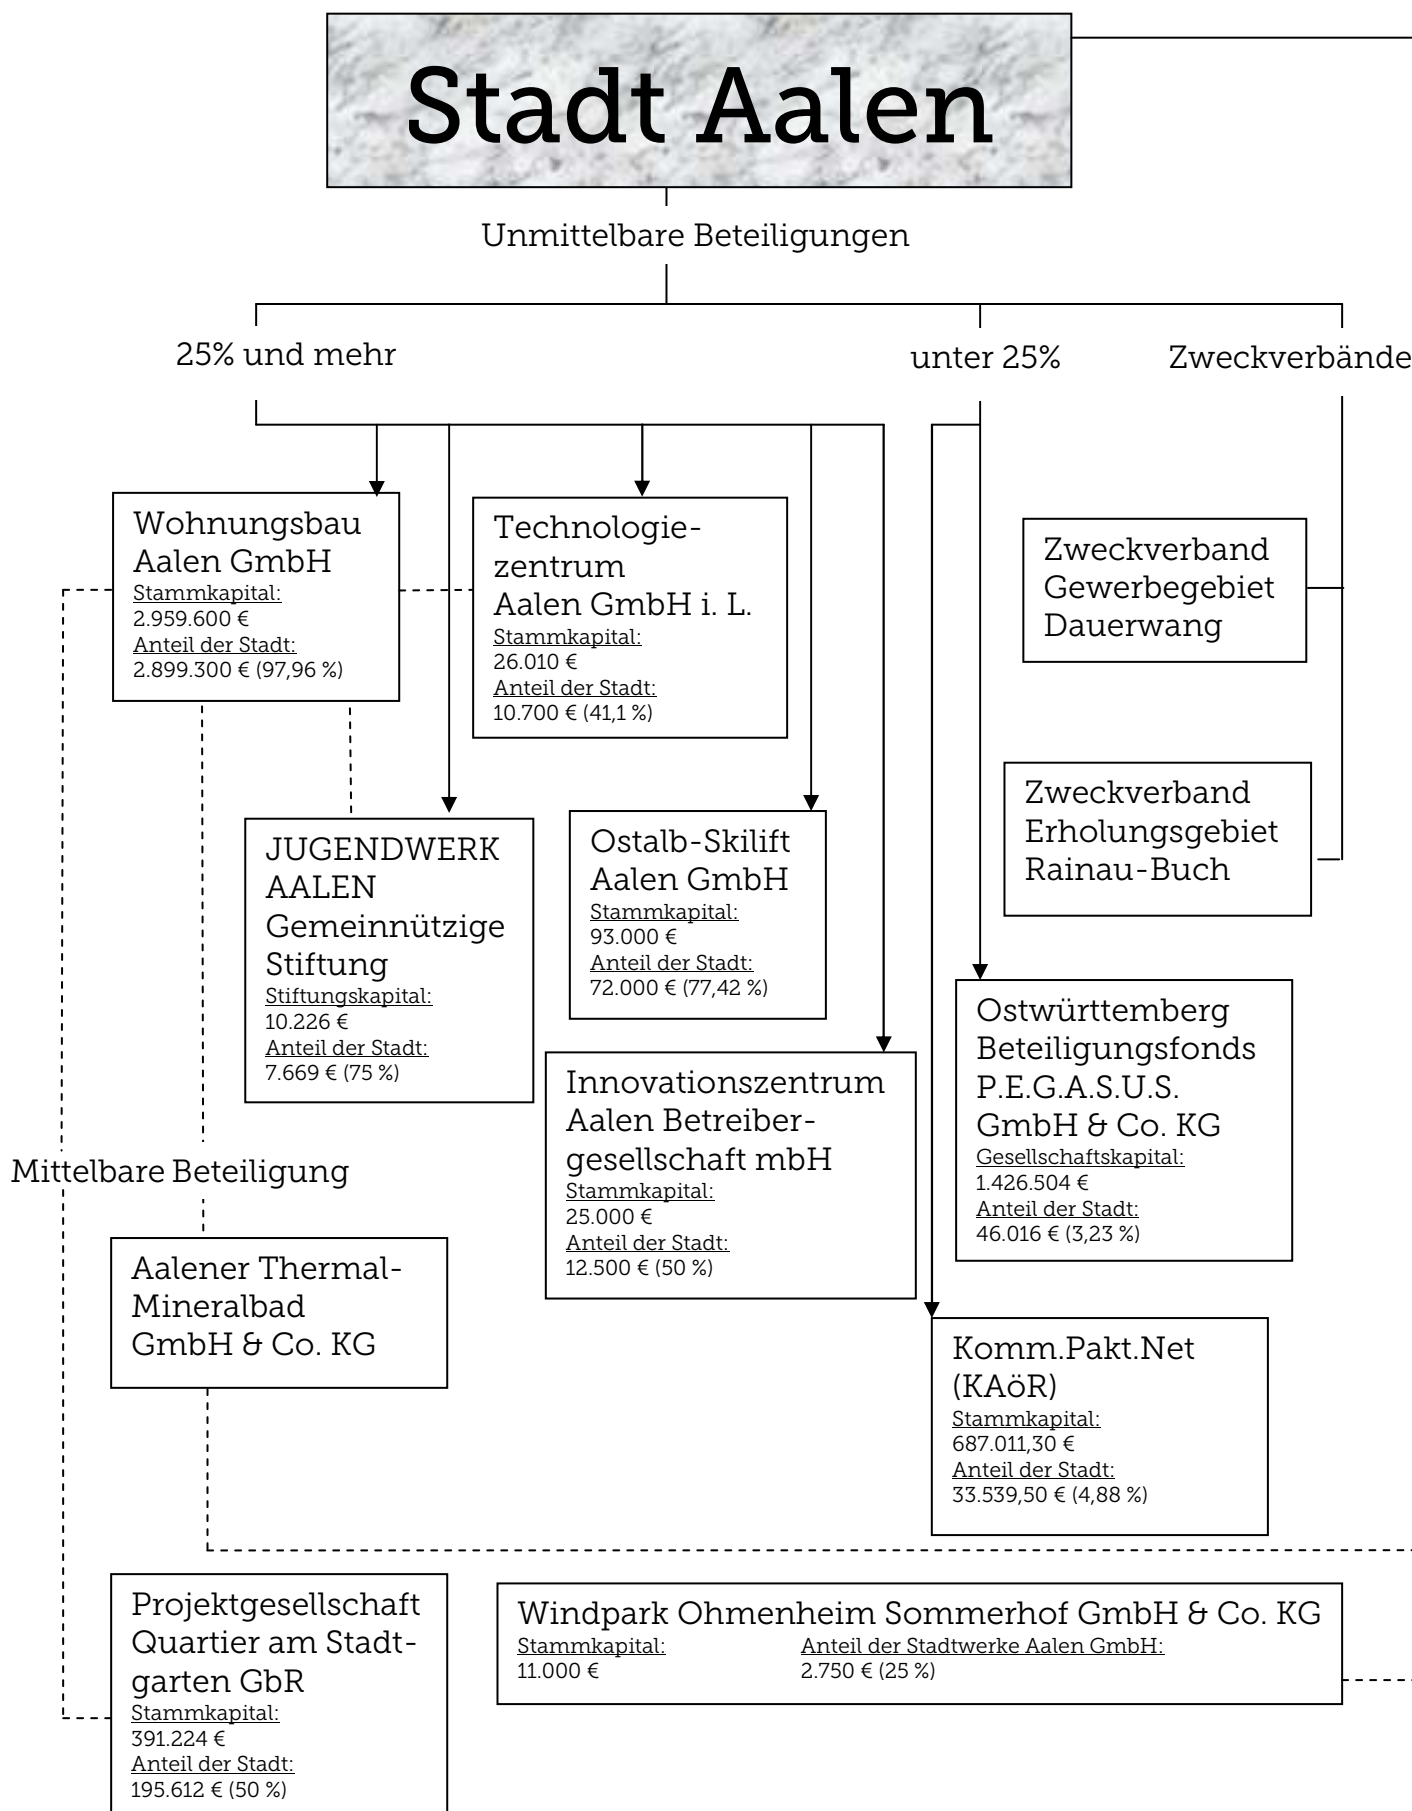 Stadt Aalen
Unmittelbare Beteiligungen
25% und mehr
unter 25%
Zweckverbände
Wohnungsbau
Aalen GmbH
Stammkapital:
2.959.600 €
Anteil der Stadt:
2.899.300 € (97,96 %)
Technologie-
zentrum
Aalen GmbH i. L.
Stammkapital:
26.010 €
Anteil der Stadt:
10.700 € (41,1 %)
Zweckverband
Gewerbegebiet
Dauerwang
Zweckverband
Erholungsgebiet
Rainau-Buch
JUGENDWERK
AALEN
Gemeinnützige
Stiftung
Stiftungskapital:
10.226 €
Anteil der Stadt:
7.669 € (75 %)
Ostalb-Skilift
Aalen GmbH
Stammkapital:
93.000 €
Anteil der Stadt:
72.000 € (77,42 %)
Ostwürttemberg
Beteiligungsfonds
P.E.G.A.S.U.S.
GmbH & Co. KG
Gesellschaftskapital:
1.426.504 €
Anteil der Stadt:
46.016 € (3,23 %)
Innovationszentrum
Aalen Betreiber-
gesellschaft mbH
Stammkapital:
25.000 €
Anteil der Stadt:
12.500 € (50 %)
Mittelbare Beteiligung
Aalener Thermal-
Mineralbad
GmbH & Co. KG
Komm.Pakt.Net
(KAöR)
Stammkapital:
687.011,30 €
Anteil der Stadt:
33.539,50 € (4,88 %)
Projektgesellschaft
Quartier am Stadt-
garten GbR
Stammkapital:
391.224 €
Anteil der Stadt:
195.612 € (50 %)
Windpark Ohmenheim Sommerhof GmbH & Co. KG
Stammkapital:
11.000 €
Anteil der Stadtwerke Aalen GmbH:
2.750 € (25 %)